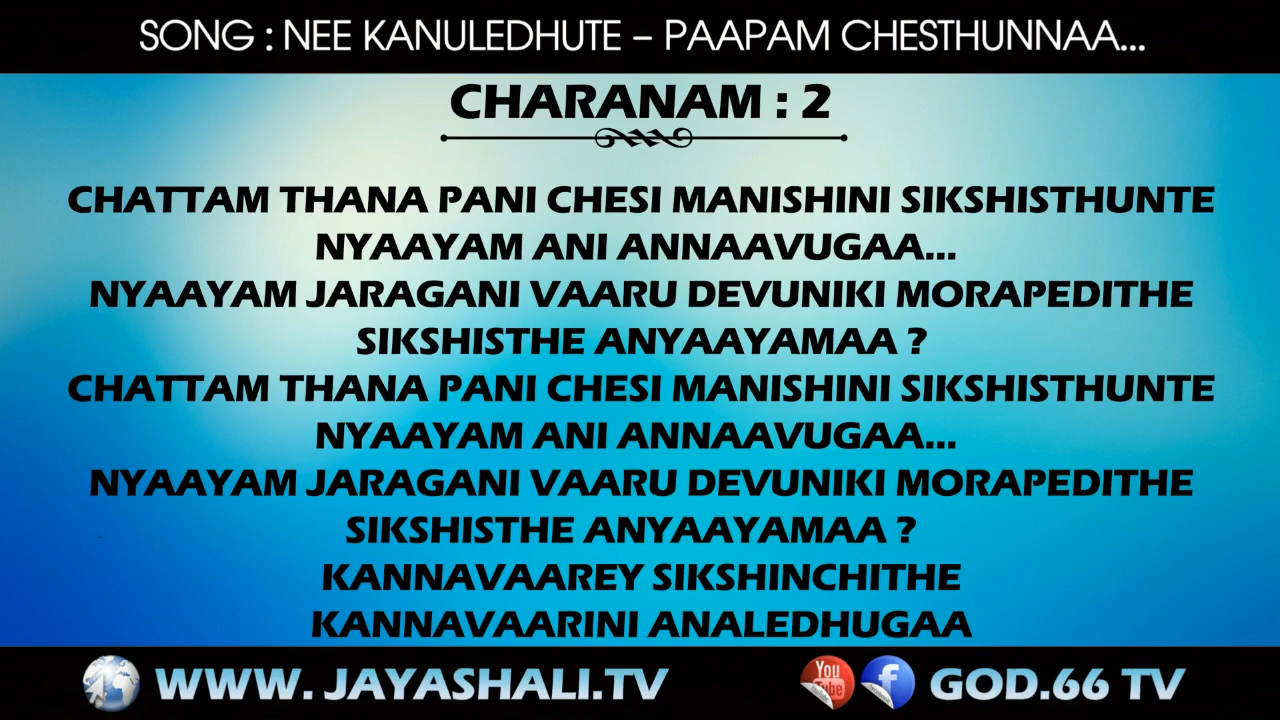 SONG : NEE KANULEDHUTE – PAAPAM CHESTHUNNAA...
CHARANAM : 2
CHATTAM THANA PANI CHESI MANISHINI SIKSHISTHUNTE
NYAAYAM ANI ANNAAVUGAA...
NYAAYAM JARAGANI VAARU DEVUNIKI MORAPEDITHE
SIKSHISTHE ANYAAYAMAA ?
CHATTAM THANA PANI CHESI MANISHINI SIKSHISTHUNTE
NYAAYAM ANI ANNAAVUGAA...
NYAAYAM JARAGANI VAARU DEVUNIKI MORAPEDITHE
SIKSHISTHE ANYAAYAMAA ?
KANNAVAAREY SIKSHINCHITHE
KANNAVAARINI ANALEDHUGAA
WWW. JAYASHALI.TV You Tube f GOD.66 TV